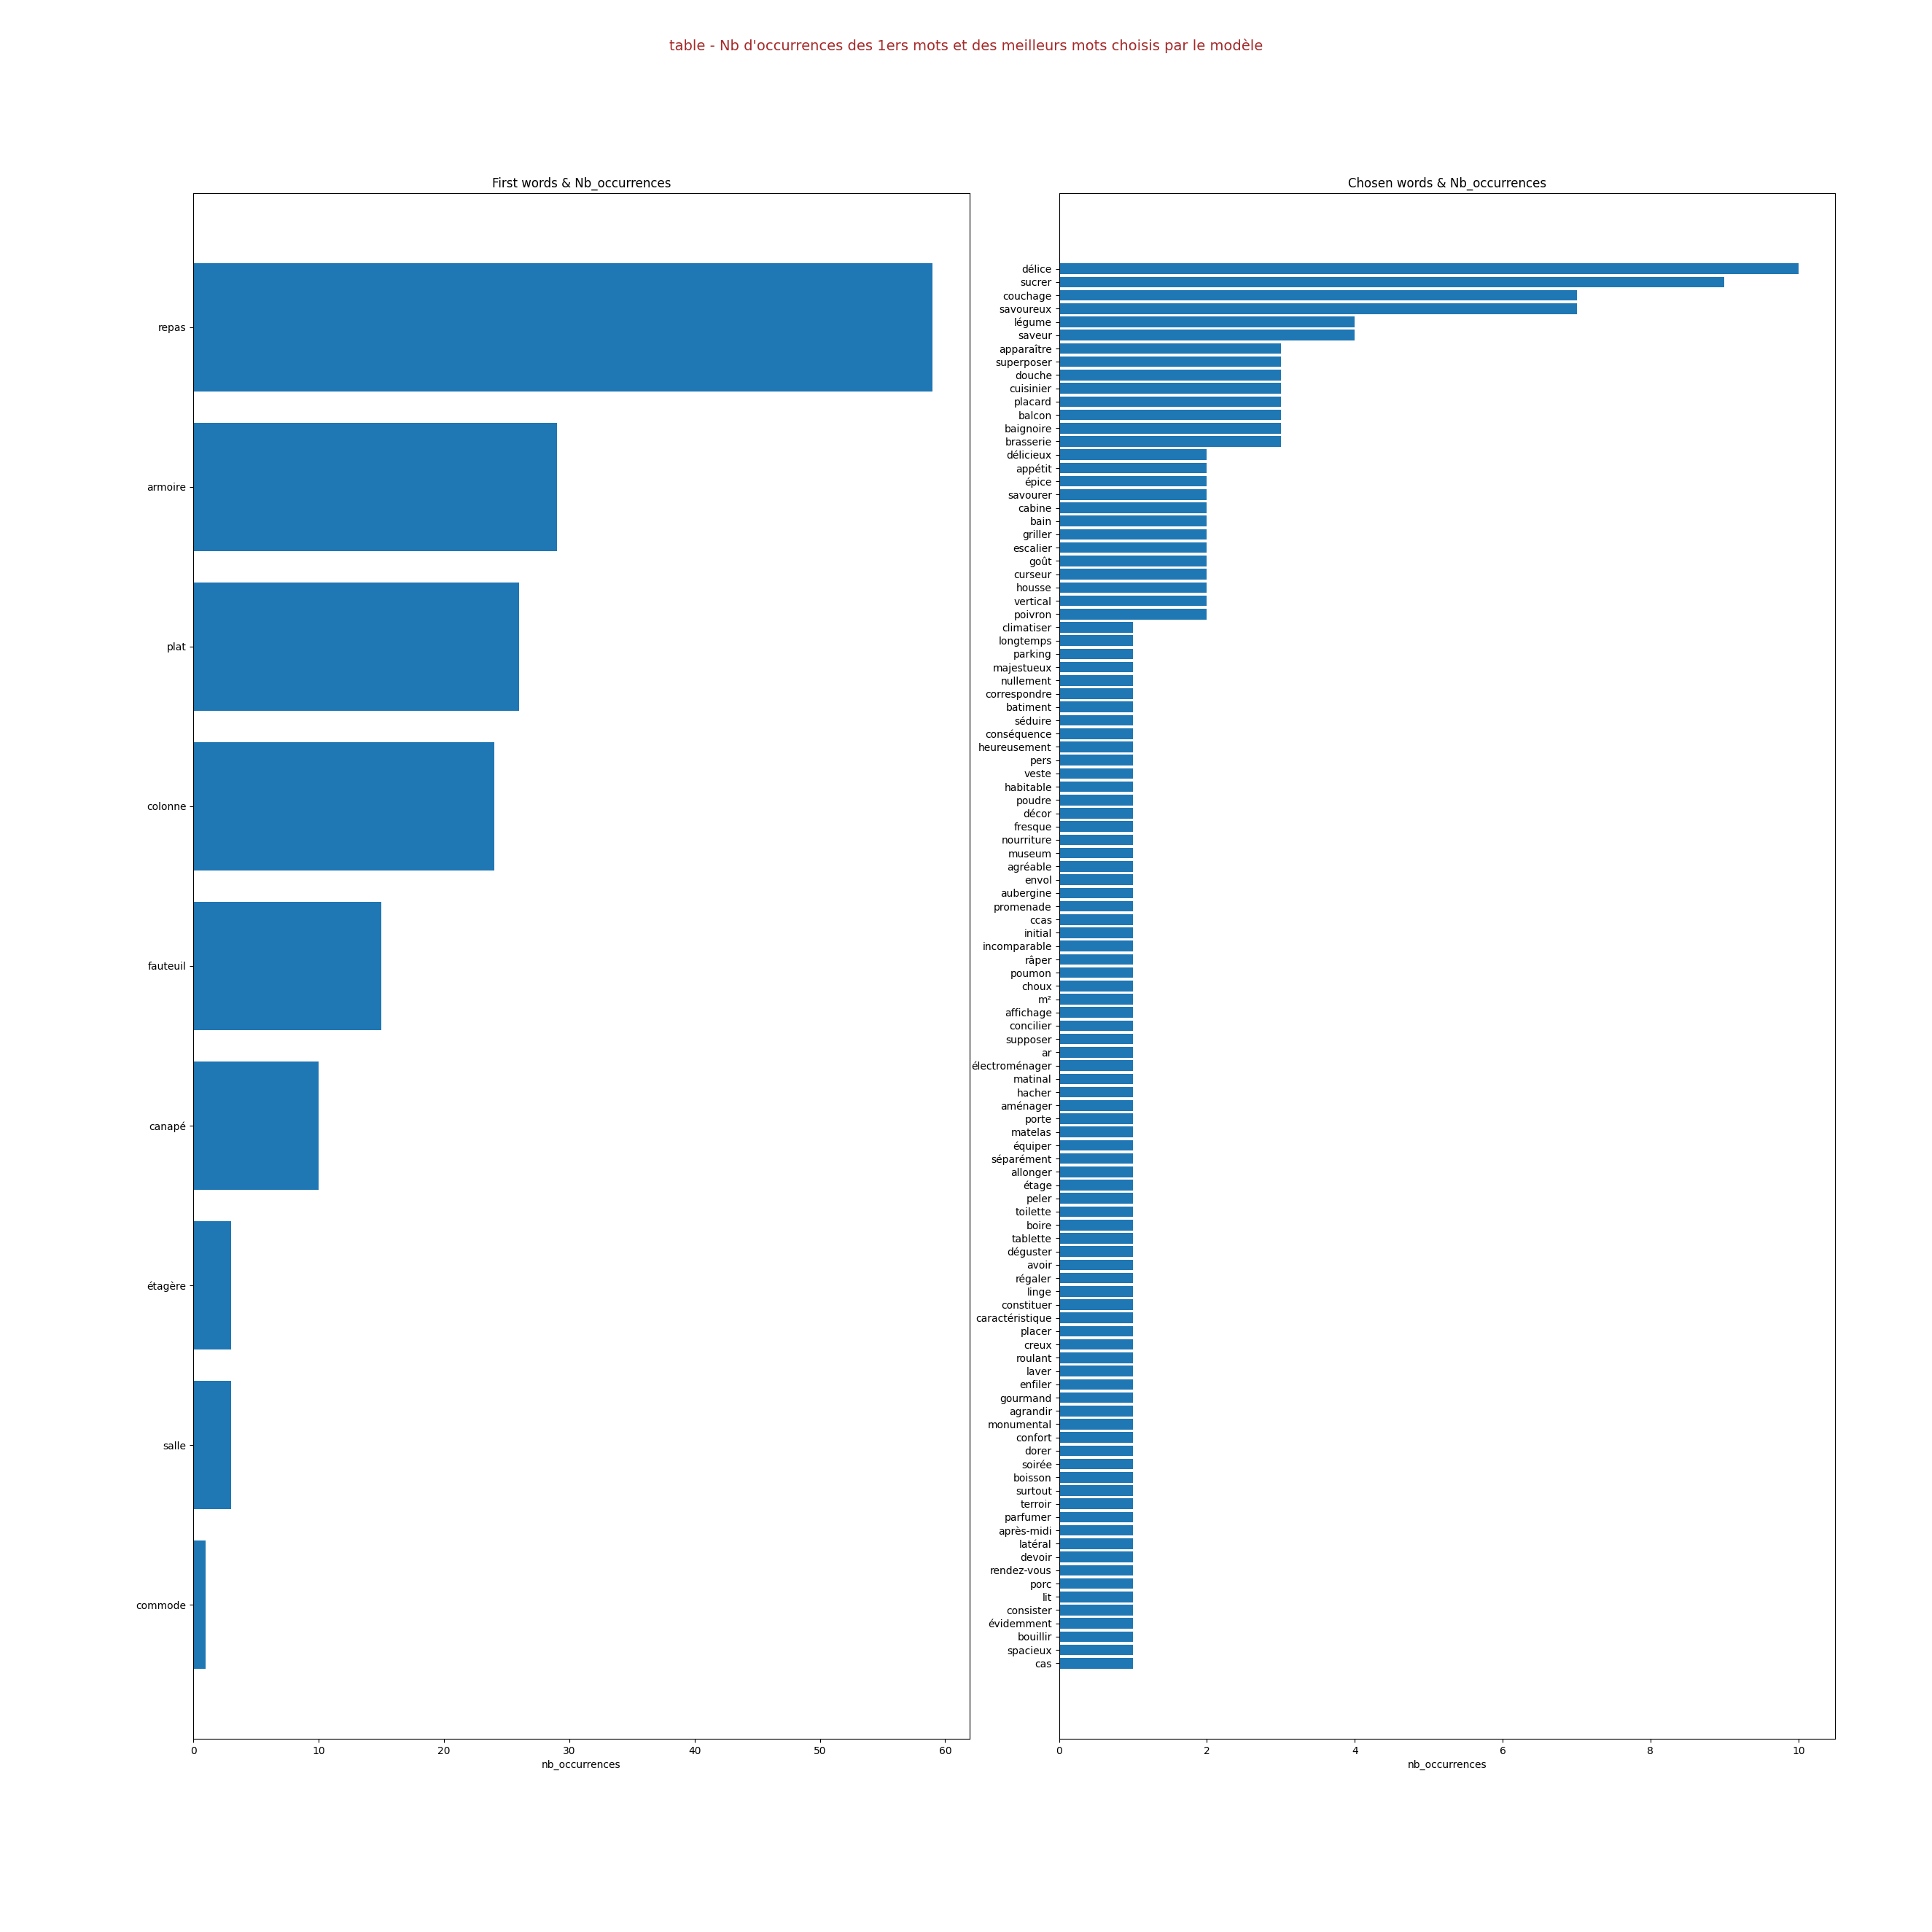 table - Nb d'occurrences des 1ers mots et des meilleurs mots choisis par le modèle
First words & Nb_occurrences
repas
armoire
plat
colonne
fauteuil
canapé
étagère
salle
commode
0 10 20 30 40 50 60
nb_occurrences
Chosen words & Nb_occurrences
délice
sucrer
couchage
savoureux
légume
saveur
apparaître
superposer
douche
cuisinier
placard
balcon
baignoire
brasserie
délicieux
appétit
épice
savourer
cabine
bain
griller
escalier
goût
curseur
housse
vertical
poivron
climatiser
longtemps
parking
majestueux
nullement
correspondre
batiment
séduire
conséquence
heureusement
pers
veste
habitable
poudre
décor
fresque
nourriture
museum
agréable
envol
aubergine
promenade
ccas
initial
incomparable
râper
poumon
choux
m²
affichage
concilier
supposer
ar
électroménager
matinal
hacher
aménager
porte
matelas
équiper
séparément
allonger
étage
peler
toilette
boire
tablette
déguster
avoir
régaler
linge
constituer
caractéristique
placer
creux
roulant
laver
enfiler
gourmand
agrandir
monumental
confort
dorer
soirée
boisson
surtout
terroir
parfumer
après-midi
latéral
devoir
rendez-vous
porc
lit
consister
évidemment
bouillir
spacieux
cas
0 2 4 6 8 10
nb_occurrences